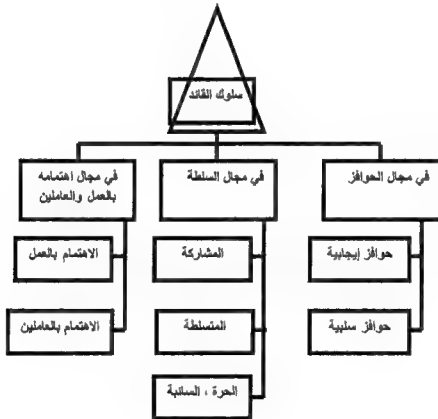 سلوك القائد
في مجال الحوافز
في مجال السلطة
في مجال اهتمامه
بالعمل والعاملين
حوافز إيجابية
المشاركة
الاهتمام بالعمل
حوافز سلبية
المتسلطة
الاهتمام بالعاملين
الحرة ، السائبة